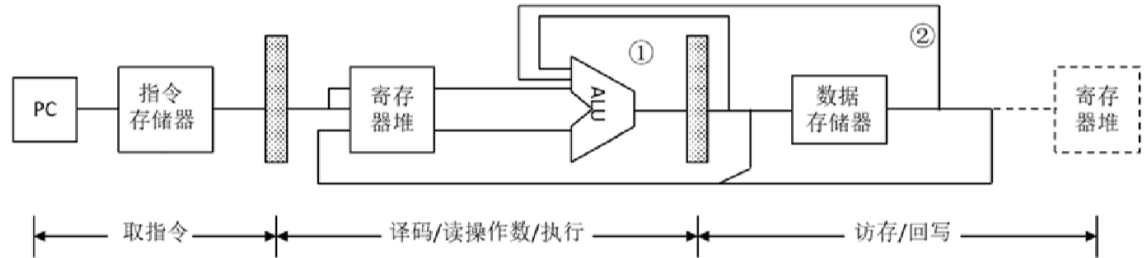 ①
②
PC
指令
存储器
寄存
器堆
ALU
数据
存储器
寄存
器堆
取指令
译码/读操作数/执行
访存/回写